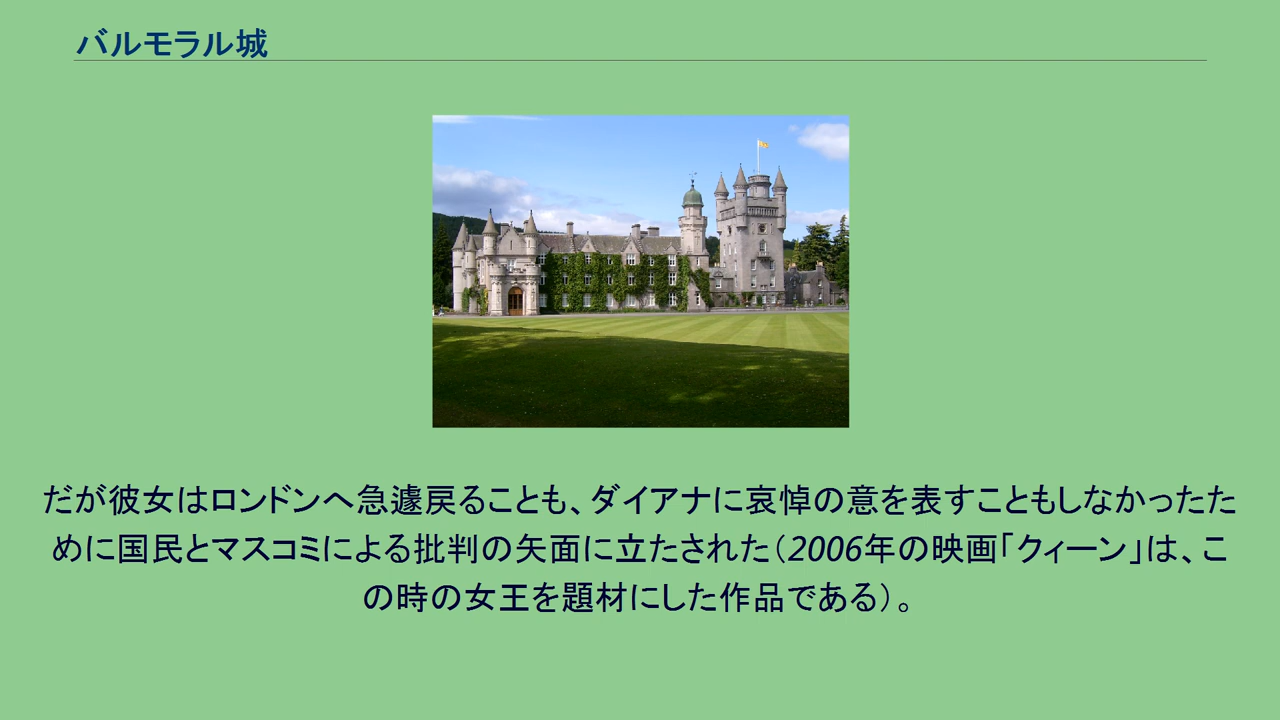 バルモラル城
だが彼女はロンドンへ急遽戻ることも、ダイアナに哀悼の意を表すこともしなかったた
めに国民とマスコミによる批判の矢面に立たされた（2006年の映画「クィーン」は、こ
の時の女王を題材にした作品である）。